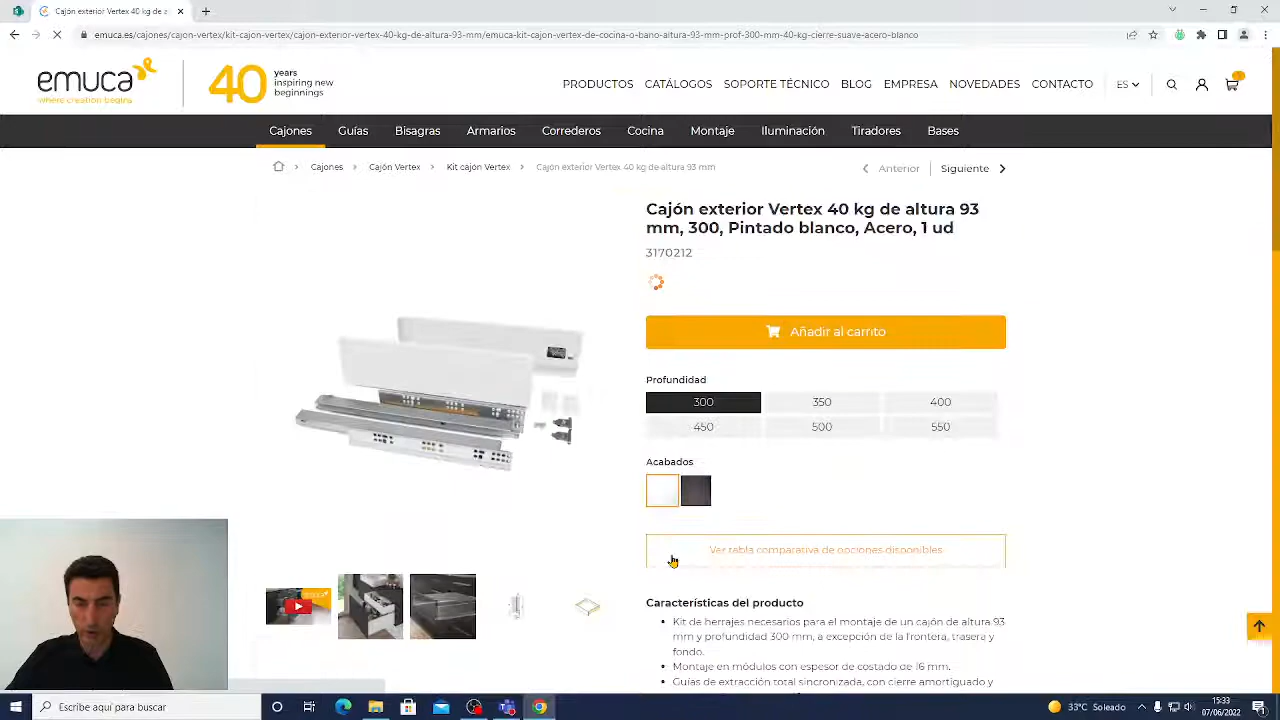 Cajón exterior Vertex 40 kg de a
emuca.es/cajones/cajon-vertex/kit-cajon-vertex/cajon-exterior-vertex-40-kg-de-altura-93-mm/emuca-kit-cajon-vertex-de-cocina-o-bano-altura-93-mm-prof-300-mm-40-kg-cierre-suave-acero-blanco
emuca
where creation begins
40 years
inspiring new
beginnings
PRODUCTOS CATÁLOGOS SOPORTE TÉCNICO BLOG EMPRESA NOVEDADES CONTACTO ES
Cajones Guías Bisagras Armarios Correderos Cocina Montaje Iluminación Tiradores Bases
Cajones > Cajón Vertex > Kit cajón Vertex > Cajón exterior Vertex 40 kg de altura 93 mm
Anterior Siguiente
Cajón exterior Vertex 40 kg de altura 93
mm, 300, Pintado blanco, Acero, 1 ud
3170212
Añadir al carrito
Profundidad
300 350 400
450 500 550
Acabados
Ver tabla comparativa de opciones disponibles
Características del producto
Kit de herrajes necesarios para el montaje de un cajón de altura 93
mm y profundidad 300 mm, a excepción de la frontera, trasera y
fondo.
Montaje en módulos con espesor de costado de 16 mm.
Guías de extracción total sincronizada, con cierre amortiguado y
Escribe aquí para buscar
33°C Soleado
15:33
07/06/2022